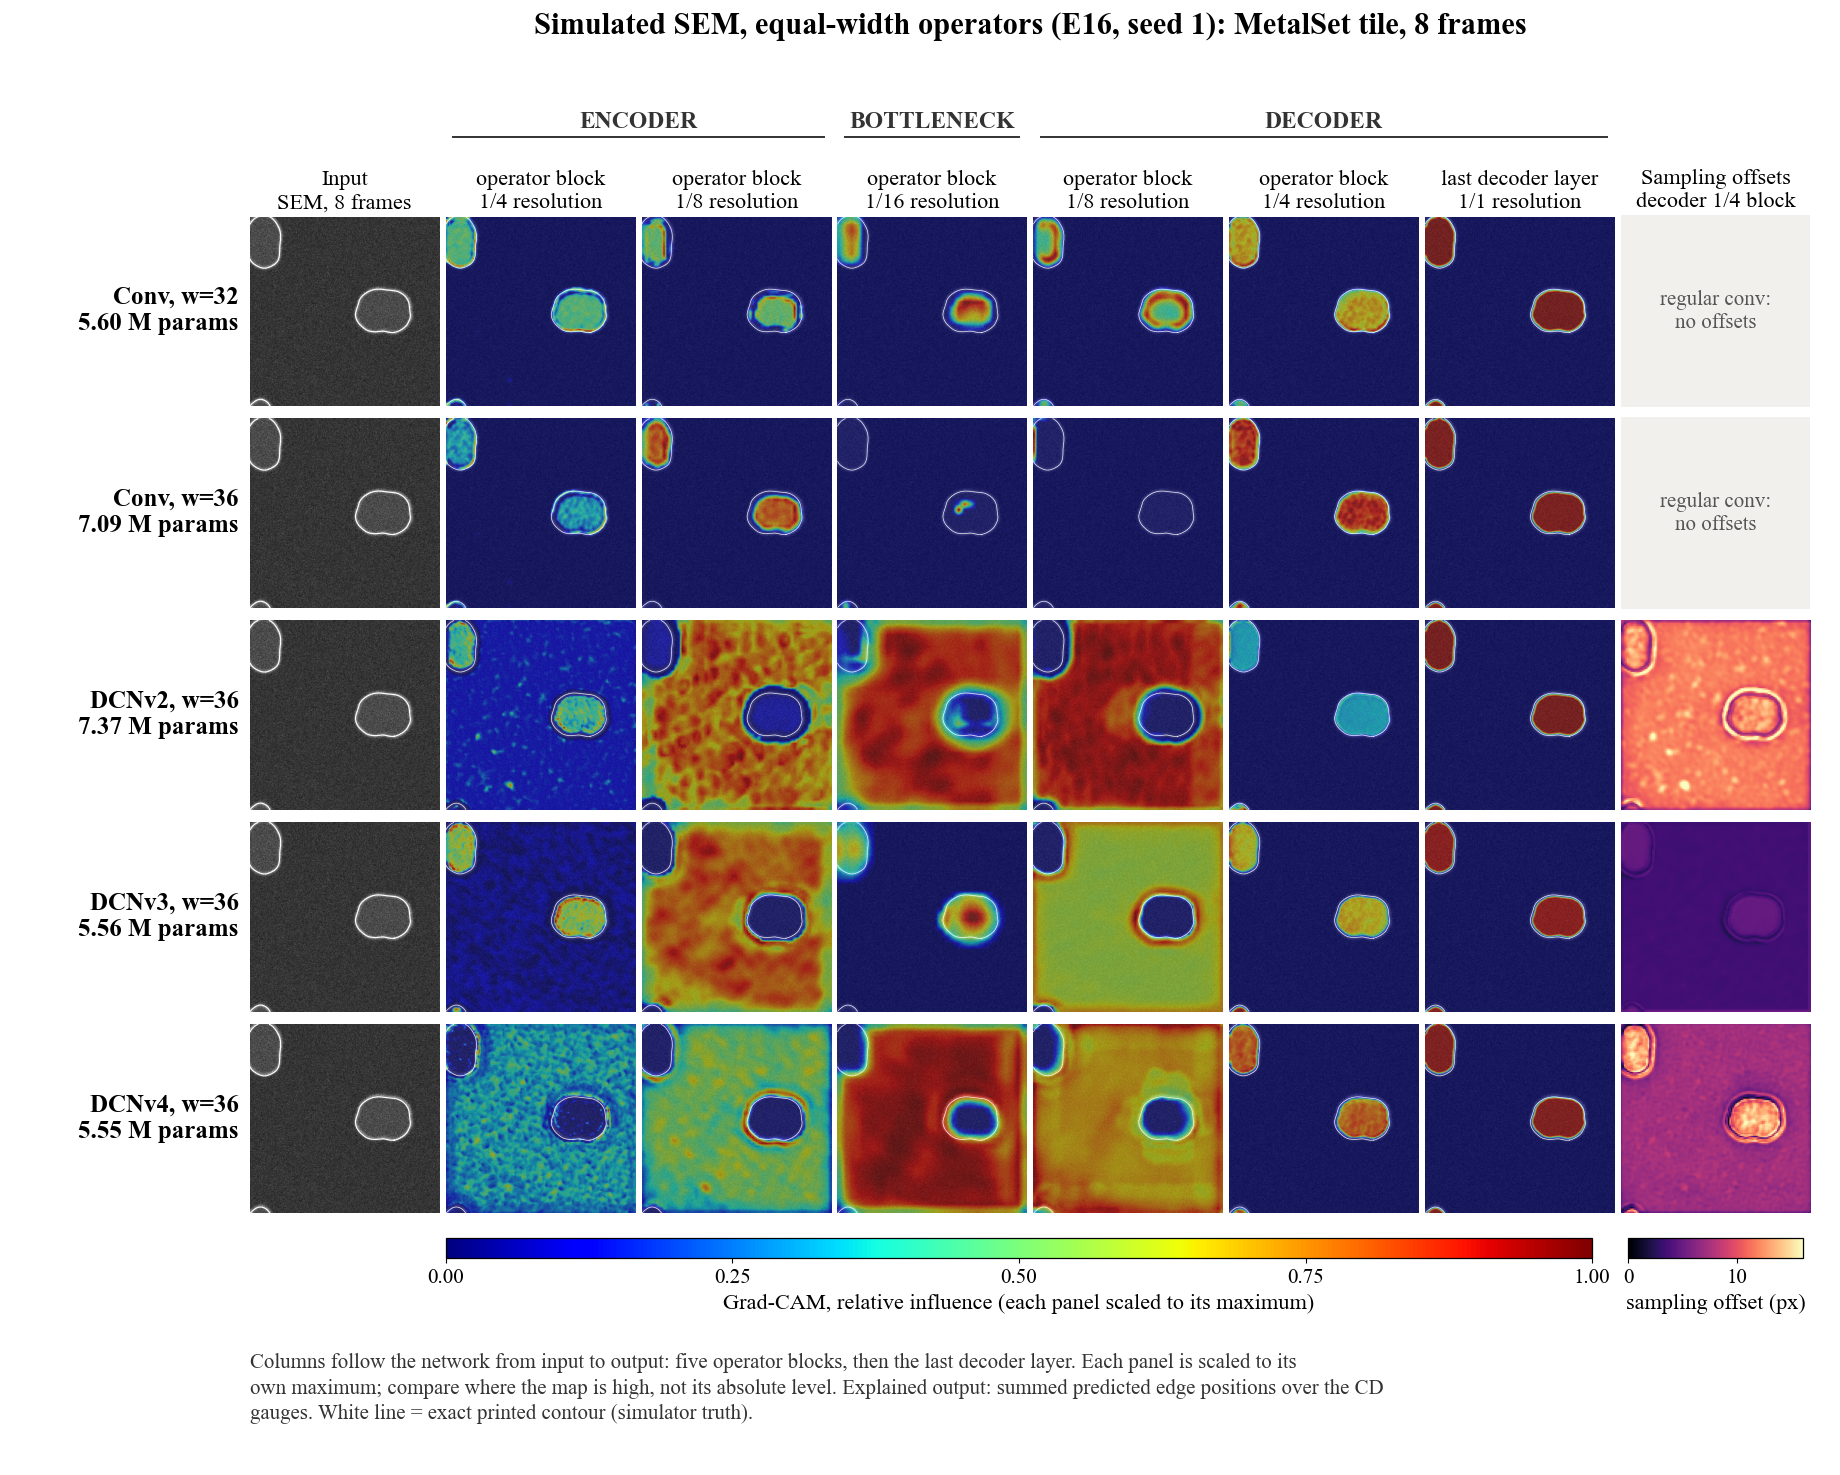 Simulated SEM, equal-width operators (E16, seed 1): MetalSet tile, 8 frames
ENCODER
BOTTLENECK
DECODER
Input
SEM, 8 frames
operator block
1/4 resolution
operator block
1/8 resolution
operator block
1/16 resolution
operator block
1/8 resolution
operator block
1/4 resolution
last decoder layer
1/1 resolution
Sampling offsets
decoder 1/4 block
Conv, w=32
5.60 M params
regular conv:
no offsets
Conv, w=36
7.09 M params
regular conv:
no offsets
DCNv2, w=36
7.37 M params
DCNv3, w=36
5.56 M params
DCNv4, w=36
5.55 M params
0.00
0.25
0.50
0.75
1.00
Grad-CAM, relative influence (each panel scaled to its maximum)
0
10
sampling offset (px)
Columns follow the network from input to output: five operator blocks, then the last decoder layer. Each panel is scaled to its
own maximum; compare where the map is high, not its absolute level. Explained output: summed predicted edge positions over the CD
gauges. White line = exact printed contour (simulator truth).